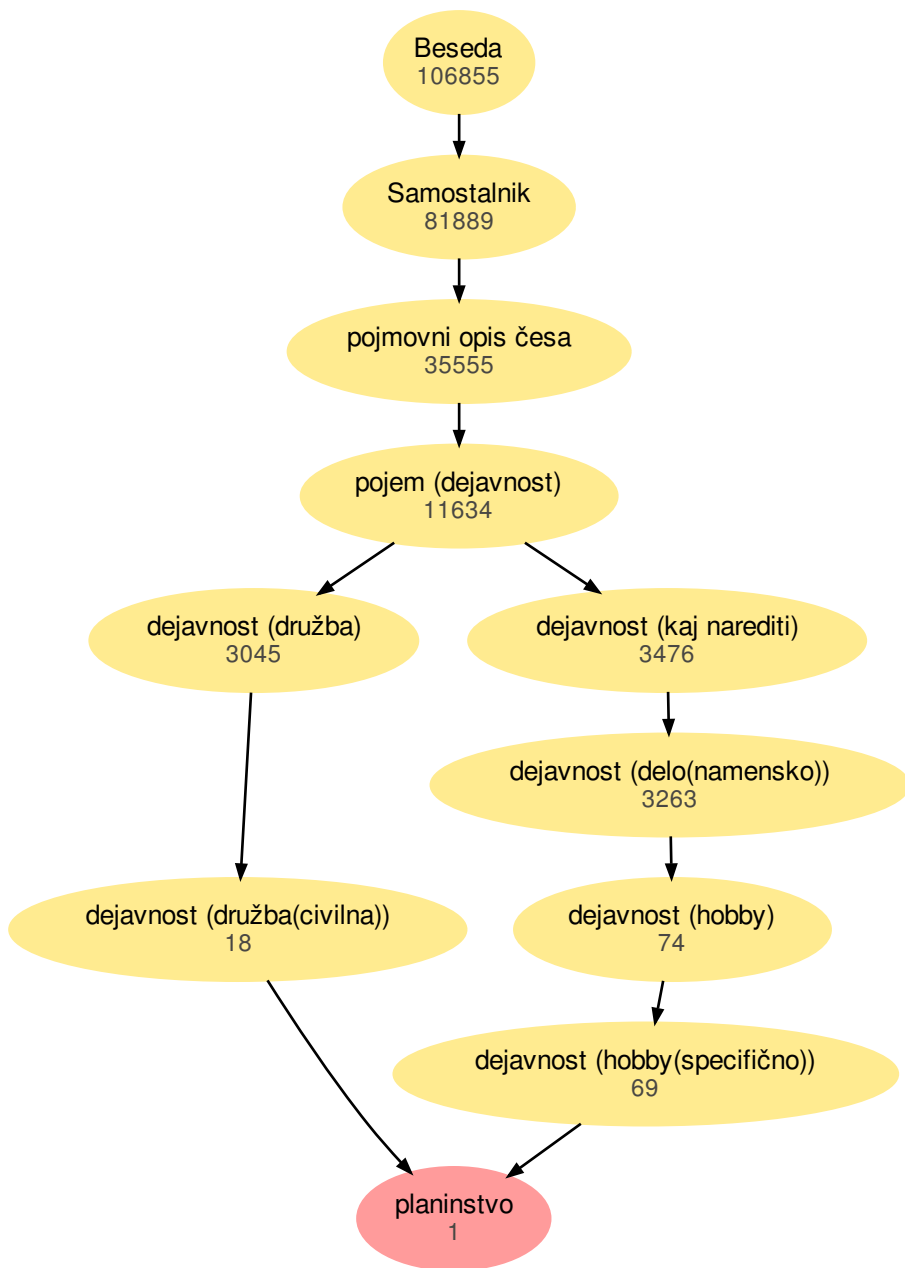 Beseda
106855
Samostalnik
81889
pojmovni opis česa
35555
pojem (dejavnost)
11634
dejavnost (družba)
3045
dejavnost (kaj narediti)
3476
dejavnost (delo(namensko))
3263
dejavnost (družba(civilna))
18
dejavnost (hobby)
74
dejavnost (hobby(specifično))
69
planinstvo
1